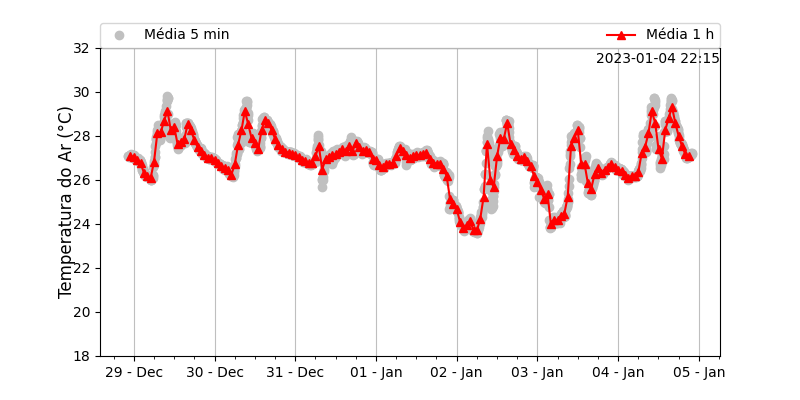 Média 5 min
Média 1 h
2023-01-04 22:15
Temperatura do Ar (°C)
32
30
28
26
24
22
20
18
29 - Dec
30 - Dec
31 - Dec
01 - Jan
02 - Jan
03 - Jan
04 - Jan
05 - Jan